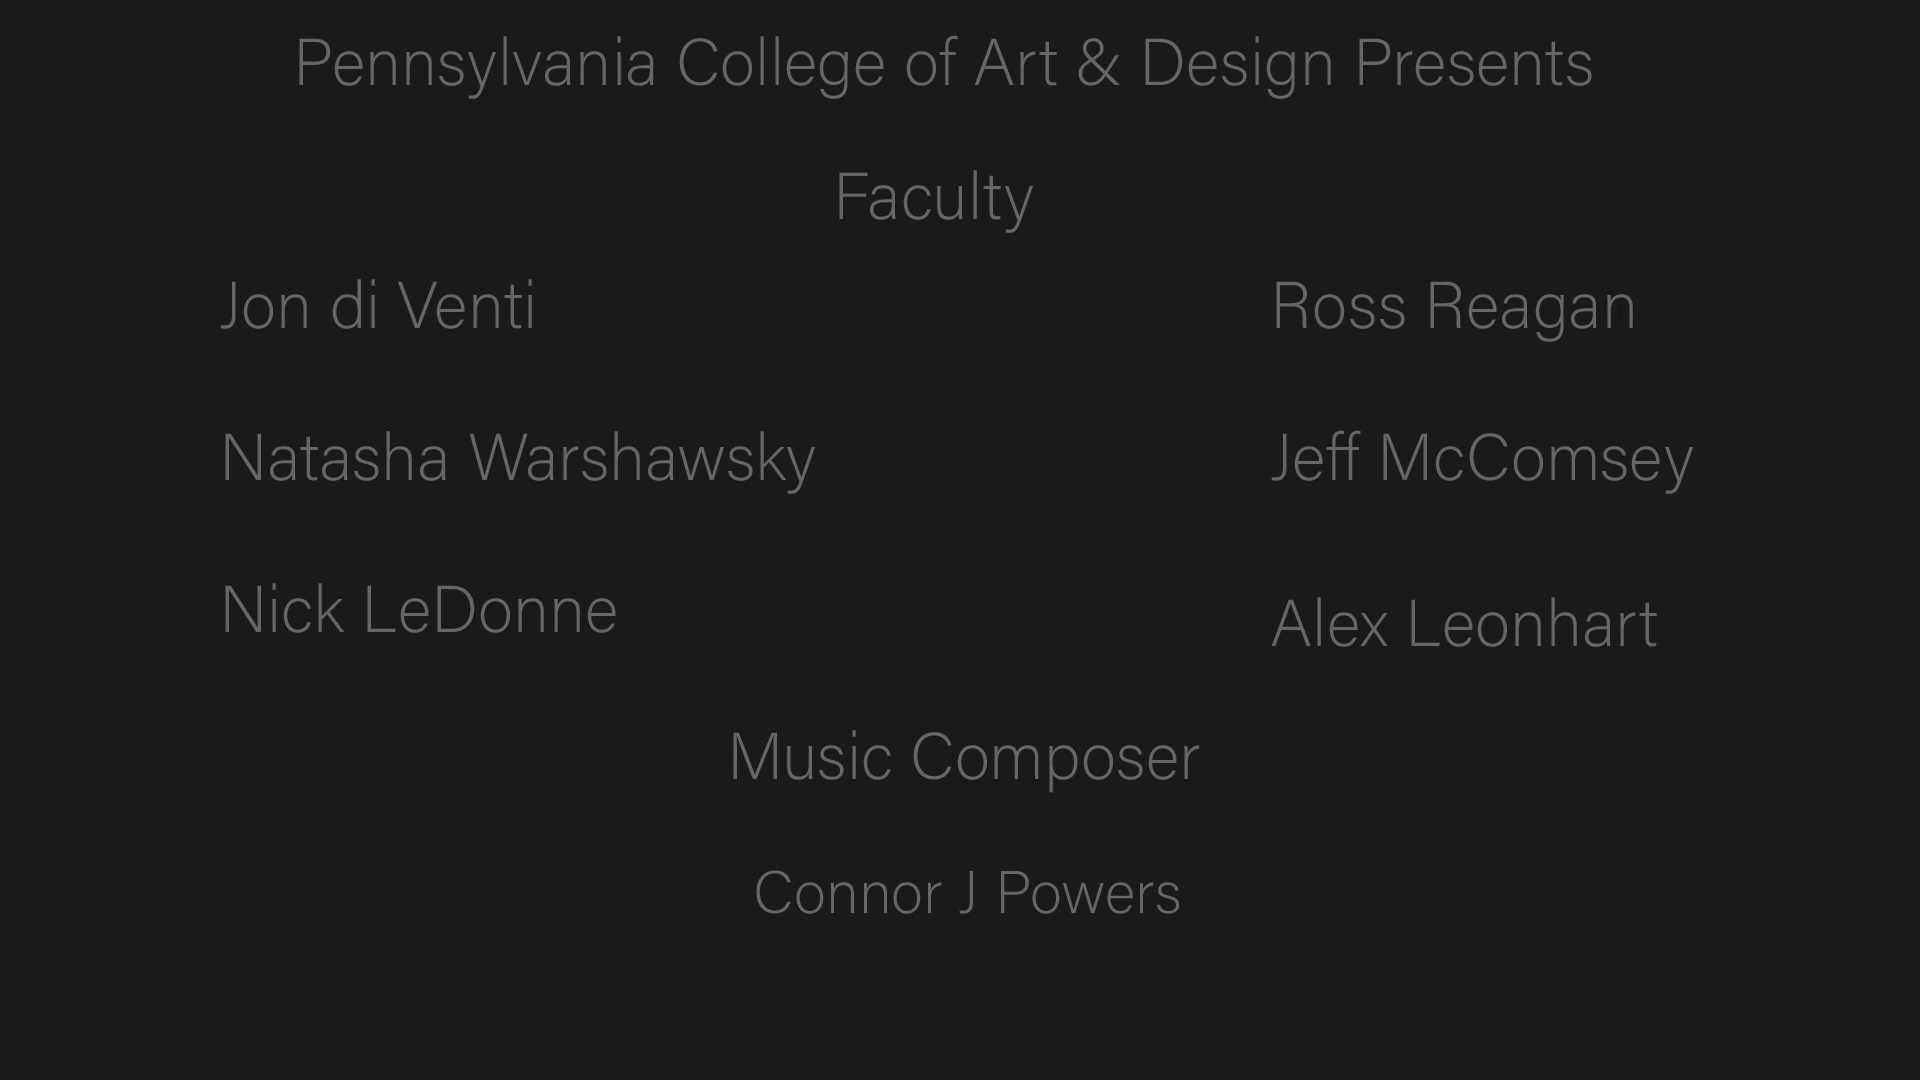 Pennsylvania College of Art & Design Presents
Faculty
Jon di Venti
Ross Reagan
Natasha Warshawsky
Jeff McComsey
Nick LeDonne
Alex Leonhart
Music Composer
Connor J Powers